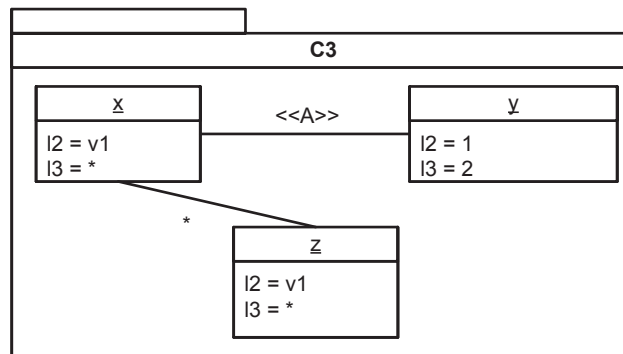 C3
x
<<A>>
y
l2 = v1
l3 = *
l2 = 1
l3 = 2
*
z
l2 = v1
l3 = *